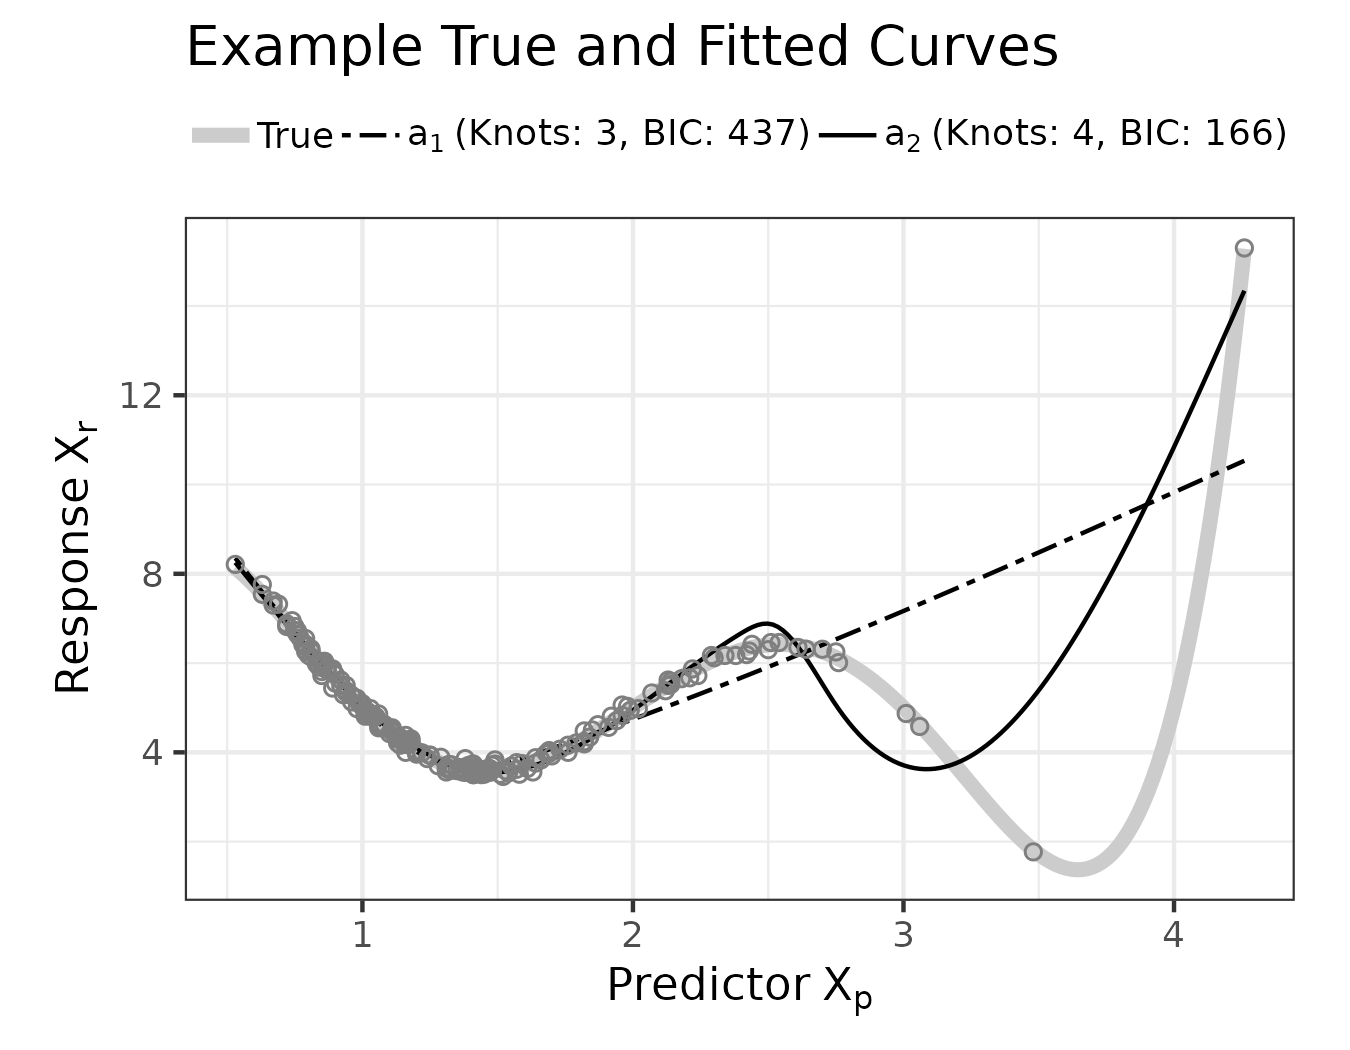 Example True and Fitted Curves
True a₁ (Knots: 3, BIC: 437) a₂ (Knots: 4, BIC: 166)
12
8
4
Response Xᵣ
1 2 3 4
Predictor Xₚ